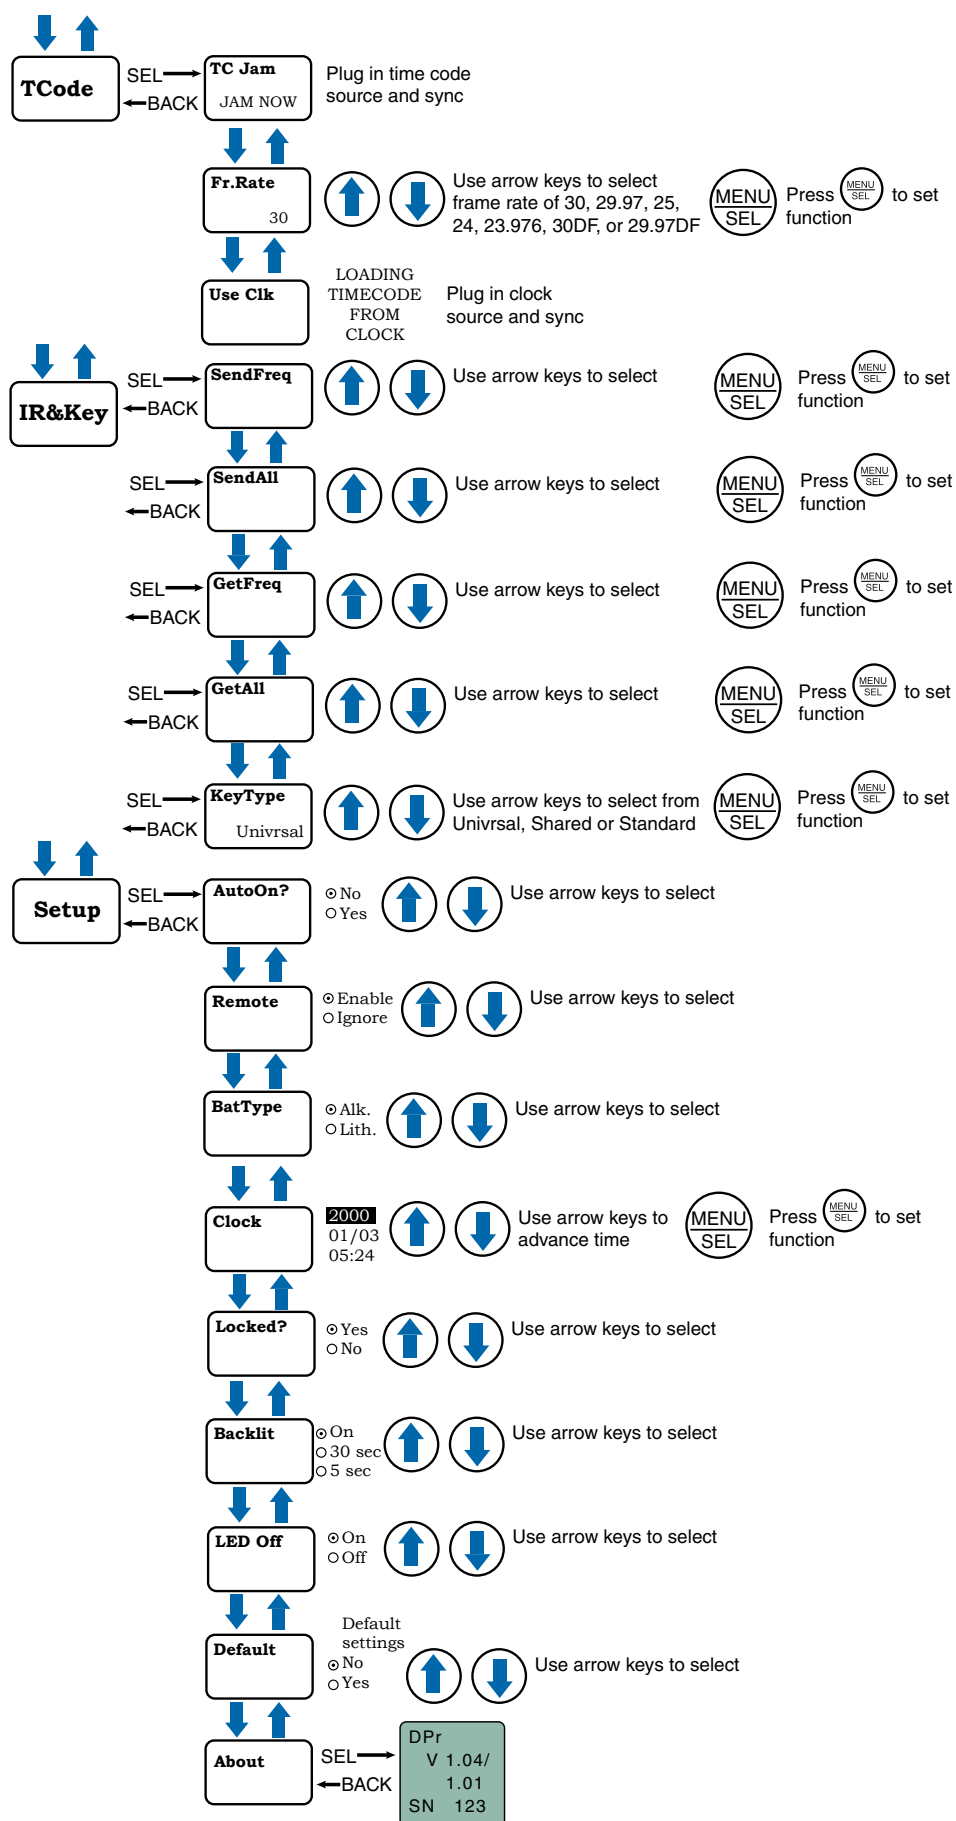 TCode
SEL
BACK
TC Jam
JAM NOW
Plug in time code
source and sync
Fr.Rate
30
Use arrow keys to select
frame rate of 30, 29.97, 25,
24, 23.976, 30DF, or 29.97DF
MENU
SEL
Press MENU SEL to set
function
Use Clk
LOADING
TIMECODE
FROM
CLOCK
Plug in clock
source and sync
IR&Key
SEL
BACK
SendFreq
Use arrow keys to select
MENU
SEL
Press MENU SEL to set
function
SEL
BACK
SendAll
Use arrow keys to select
MENU
SEL
Press MENU SEL to set
function
SEL
BACK
GetFreq
Use arrow keys to select
MENU
SEL
Press MENU SEL to set
function
SEL
BACK
GetAll
Use arrow keys to select
MENU
SEL
Press MENU SEL to set
function
SEL
BACK
KeyType
Univrsal
Use arrow keys to select from
Univrsal, Shared or Standard
MENU
SEL
Press MENU SEL to set
function
Setup
SEL
BACK
AutoOn?
No
Yes
Use arrow keys to select
Remote
Enable
Ignore
Use arrow keys to select
BatType
Alk.
Lith.
Use arrow keys to select
Clock
2000
01/03
05:24
Use arrow keys to
advance time
MENU
SEL
Press MENU SEL to set
function
Locked?
Yes
No
Use arrow keys to select
Backlit
On
30 sec
5 sec
Use arrow keys to select
LED Off
On
Off
Use arrow keys to select
Default
Default
settings
No
Yes
Use arrow keys to select
About
SEL
BACK
DPr
V 1.04/
1.01
SN 123